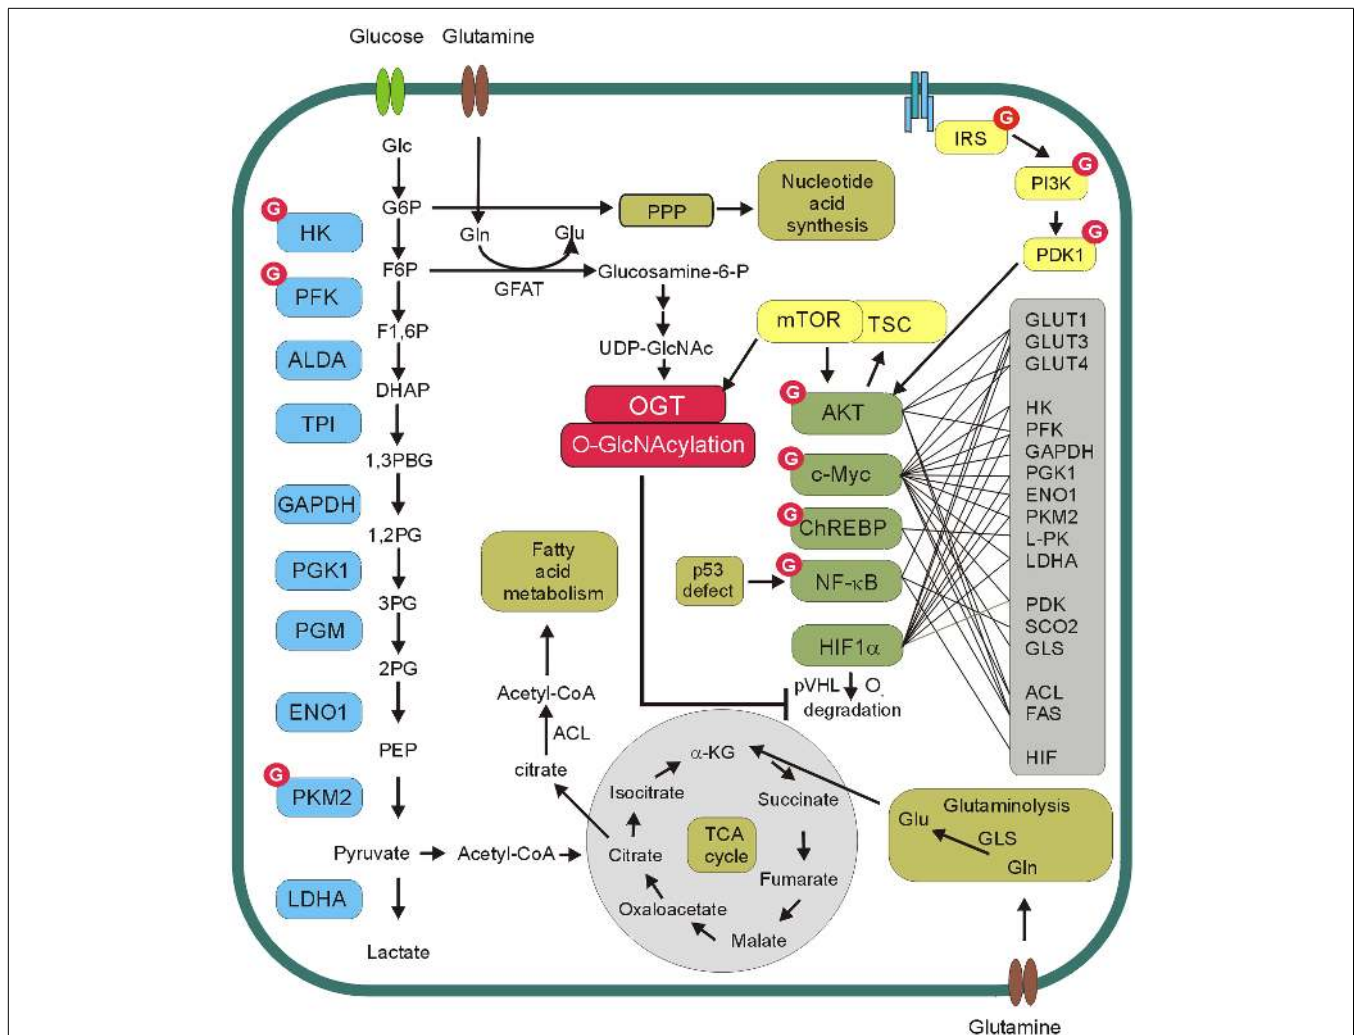 Glucose
Glutamine
Glc
G6P
F6P
F1,6P
DHAP
1,3PBG
1,2PG
3PG
2PG
PEP
Pyruvate
Lactate
G
HK
G
PFK
ALDA
TPI
GAPDH
PGK1
PGM
ENO1
G
PKM2
LDHA
Gln
Glu
GFAT
PPP
Nucleotide
acid
synthesis
Glucosamine-6-P
UDP-GlcNAc
OGT
O-GlcNAcylation
IRS
G
PI3K
G
PDK1
G
mTOR
TSC
G
AKT
G
c-Myc
G
ChREBP
p53
defect
G
NF-κB
HIF1α
pVHL
O
degradation
GLUT1
GLUT3
GLUT4
HK
PFK
GAPDH
PGK1
ENO1
PKM2
L-PK
LDHA
PDK
SCO2
GLS
ACL
FAS
HIF
Fatty
acid
metabolism
Acetyl-CoA
ACL
citrate
Acetyl-CoA
α-KG
Succinate
Fumarate
Malate
Oxaloacetate
Citrate
Isocitrate
TCA
cycle
Glutaminolysis
Glu
GLS
Gln
Glutamine